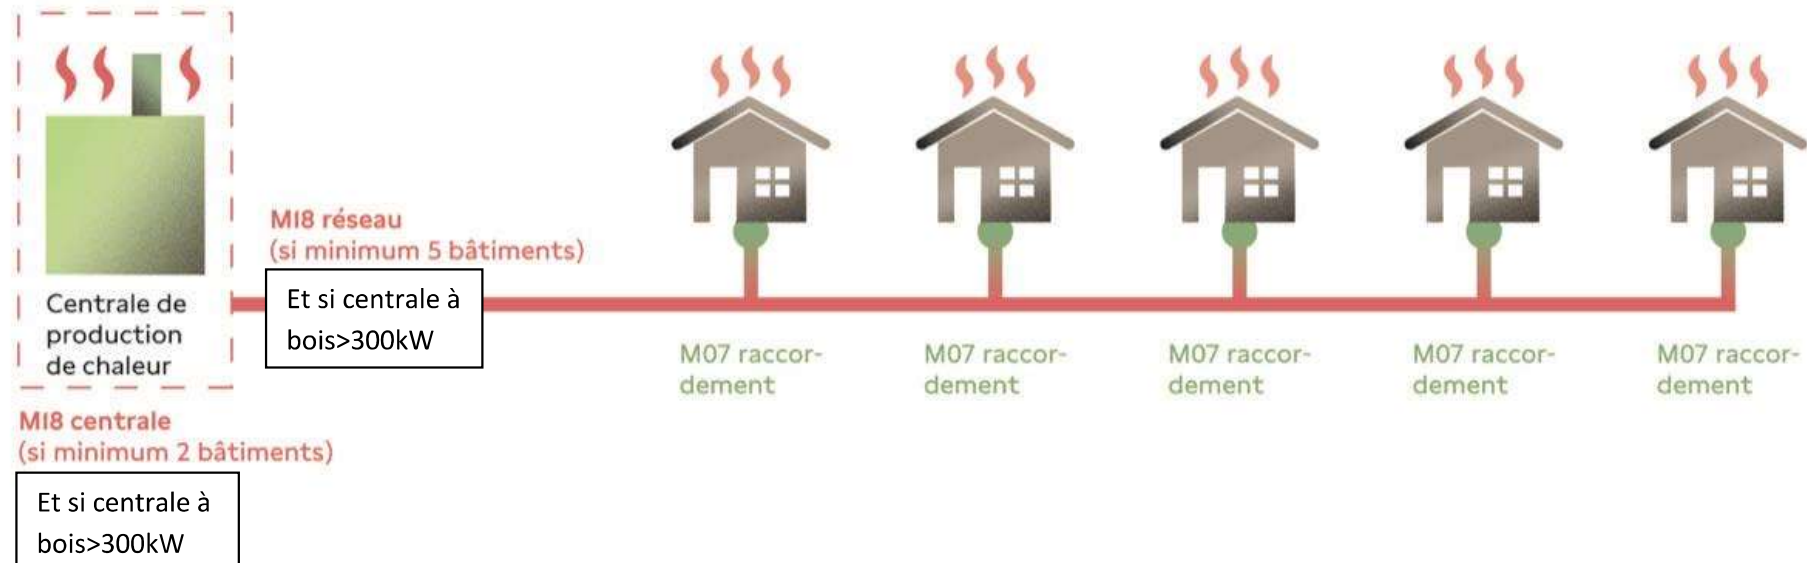 MI8 réseau
(si minimum 5 bâtiments)
Et si centrale à
bois>300kW
Centrale de
production
de chaleur
MI8 centrale
(si minimum 2 bâtiments)
Et si centrale à
bois>300kW
M07 raccor-
dement
M07 raccor-
dement
M07 raccor-
dement
M07 raccor-
dement
M07 raccor-
dement